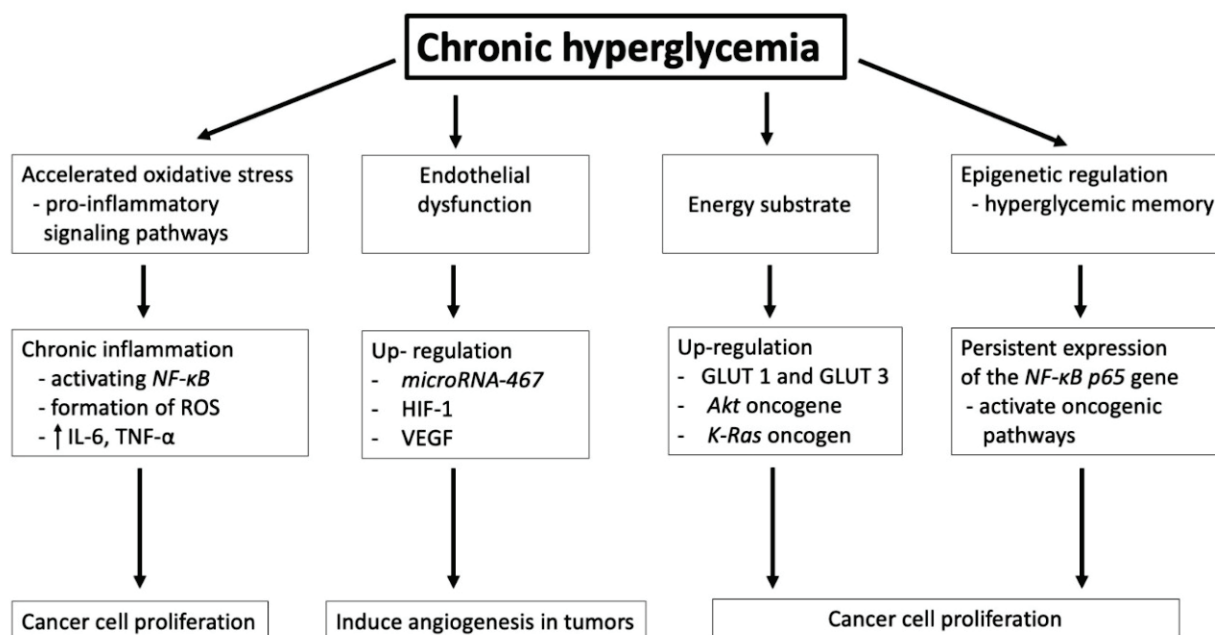 Chronic hyperglycemia
Accelerated oxidative stress
- pro-inflammatory
signaling pathways
Endothelial
dysfunction
Energy substrate
Epigenetic regulation
- hyperglycemic memory
Chronic inflammation
- activating NF-κB
- formation of ROS
- ↑ IL-6, TNF-α
Up- regulation
- microRNA-467
- HIF-1
- VEGF
Up-regulation
- GLUT 1 and GLUT 3
- Akt oncogene
- K-Ras oncogen
Persistent expression
of the NF-κB p65 gene
- activate oncogenic
pathways
Cancer cell proliferation
Induce angiogenesis in tumors
Cancer cell proliferation